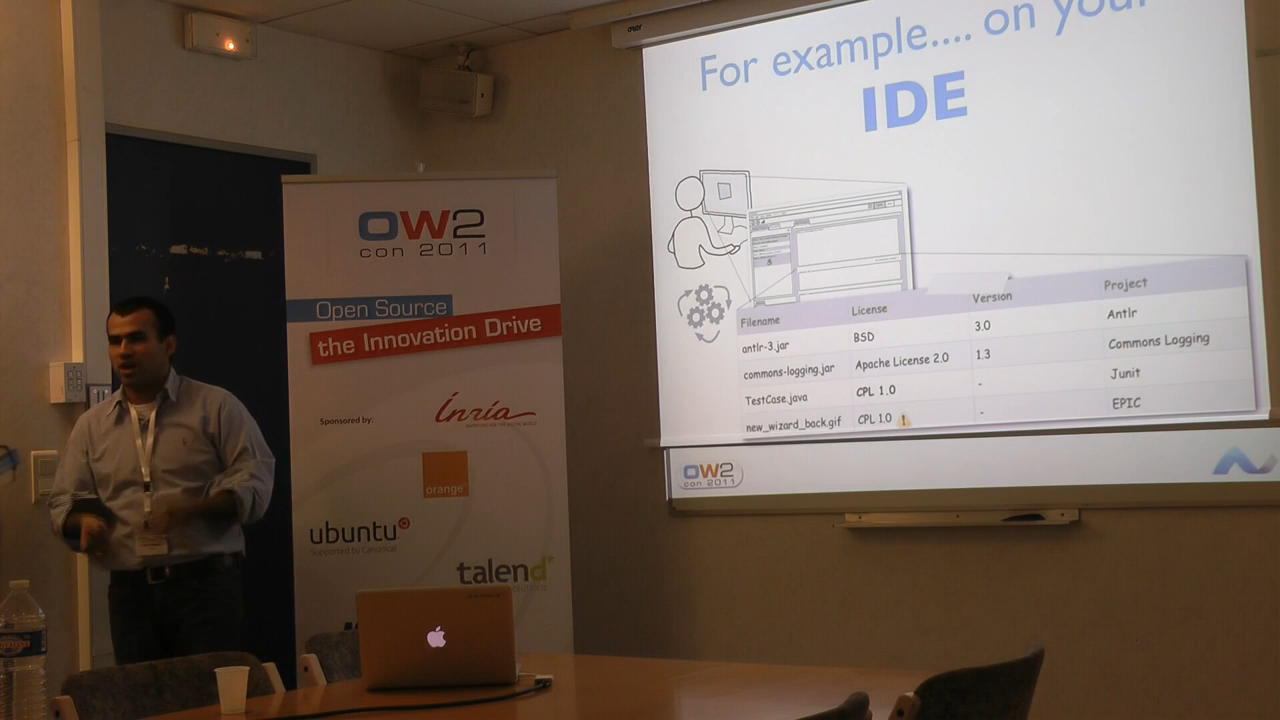 OW2
con 2011
Open Source
the Innovation Drive
Sponsored by:
Inria
orange
ubuntu
Supported by Canonical
talend
For example.... on your
IDE
Filename License Version Project
antlr-3.jar BSD 3.0 Antlr
commons-logging.jar Apache License 2.0 1.3 Commons Logging
TestCase.java CPL 1.0 - Junit
new_wizard_back.gif CPL 1.0 - EPIC
OW2
con 2011